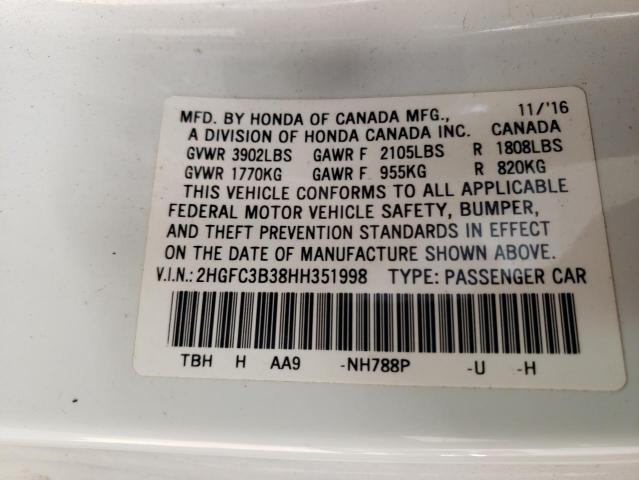 MFD. BY HONDA OF CANADA MFG., 11/'16
A DIVISION OF HONDA CANADA INC. CANADA
GVWR 3902LBS GAWR F 2105LBS R 1808LBS
GVWR 1770KG GAWR F 955KG R 820KG
THIS VEHICLE CONFORMS TO ALL APPLICABLE
FEDERAL MOTOR VEHICLE SAFETY, BUMPER,
AND THEFT PREVENTION STANDARDS IN EFFECT
ON THE DATE OF MANUFACTURE SHOWN ABOVE.
V.I.N.: 2HGFC3B38HH351998 TYPE: PASSENGER CAR
TBH H AA9 -NH788P -U -H